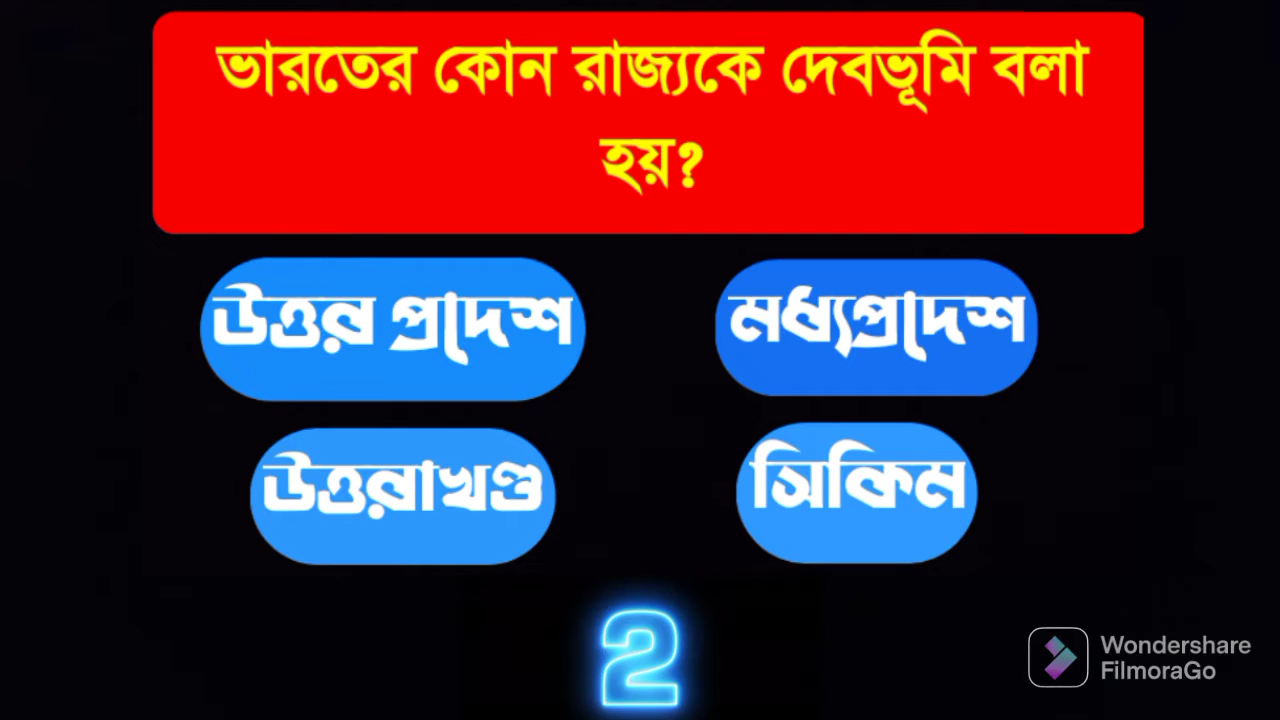 ভারতের কোন রাজ্যকে দেবভূমি বলা
হয়?
উত্তর প্রদেশ
মধ্যপ্রদেশ
উত্তরাখণ্ড
সিকিম
2
Wondershare
FilmoraGo